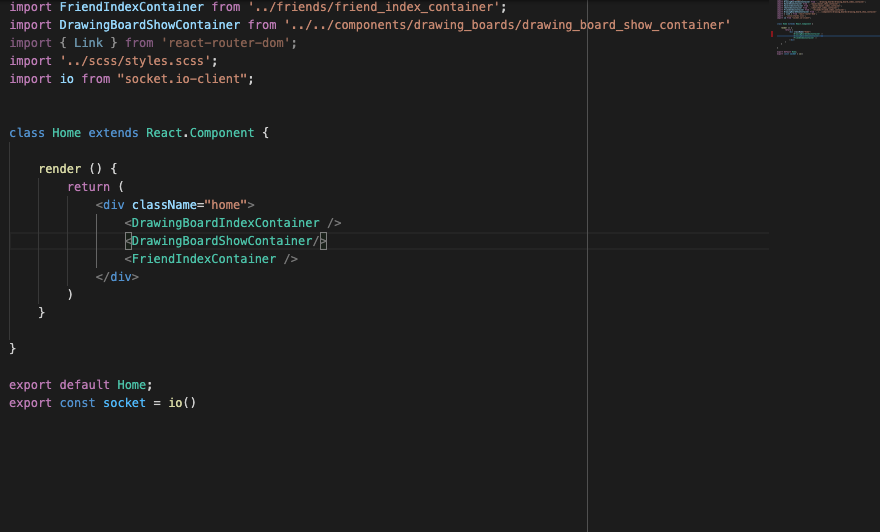 import FriendIndexContainer from '../friends/friend_index_container';
import DrawingBoardShowContainer from '../../components/drawing_boards/drawing_board_show_container'
import { Link } from 'react-router-dom';
import '../scss/styles.scss';
import io from "socket.io-client";
class Home extends React.Component {
render () {
return (
<div className="home">
<DrawingBoardIndexContainer />
<DrawingBoardShowContainer/>
<FriendIndexContainer />
</div>
)
}
}
export default Home;
export const socket = io()